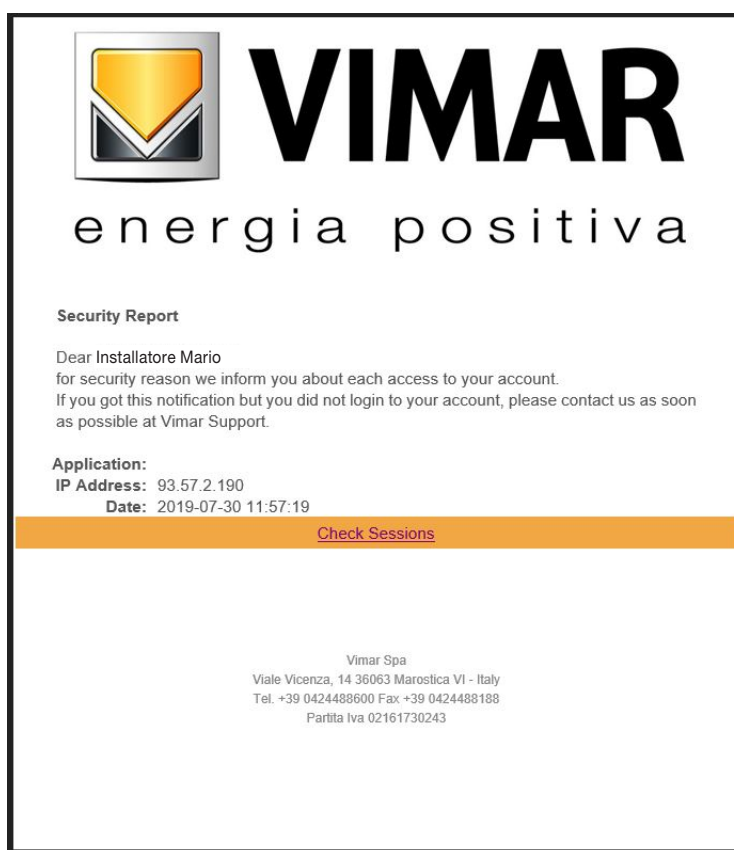 VIMAR
energia positiva
Security Report
Dear Installatore Mario
for security reason we inform you about each access to your account.
If you got this notification but you did not login to your account, please contact us as soon
as possible at Vimar Support.
Application:
IP Address: 93.57.2.190
Date: 2019-07-30 11:57:19
Check Sessions
Vimar Spa
Viale Vicenza, 14 36063 Marostica VI - Italy
Tel. +39 0424488600 Fax +39 0424488188
Partita Iva 02161730243